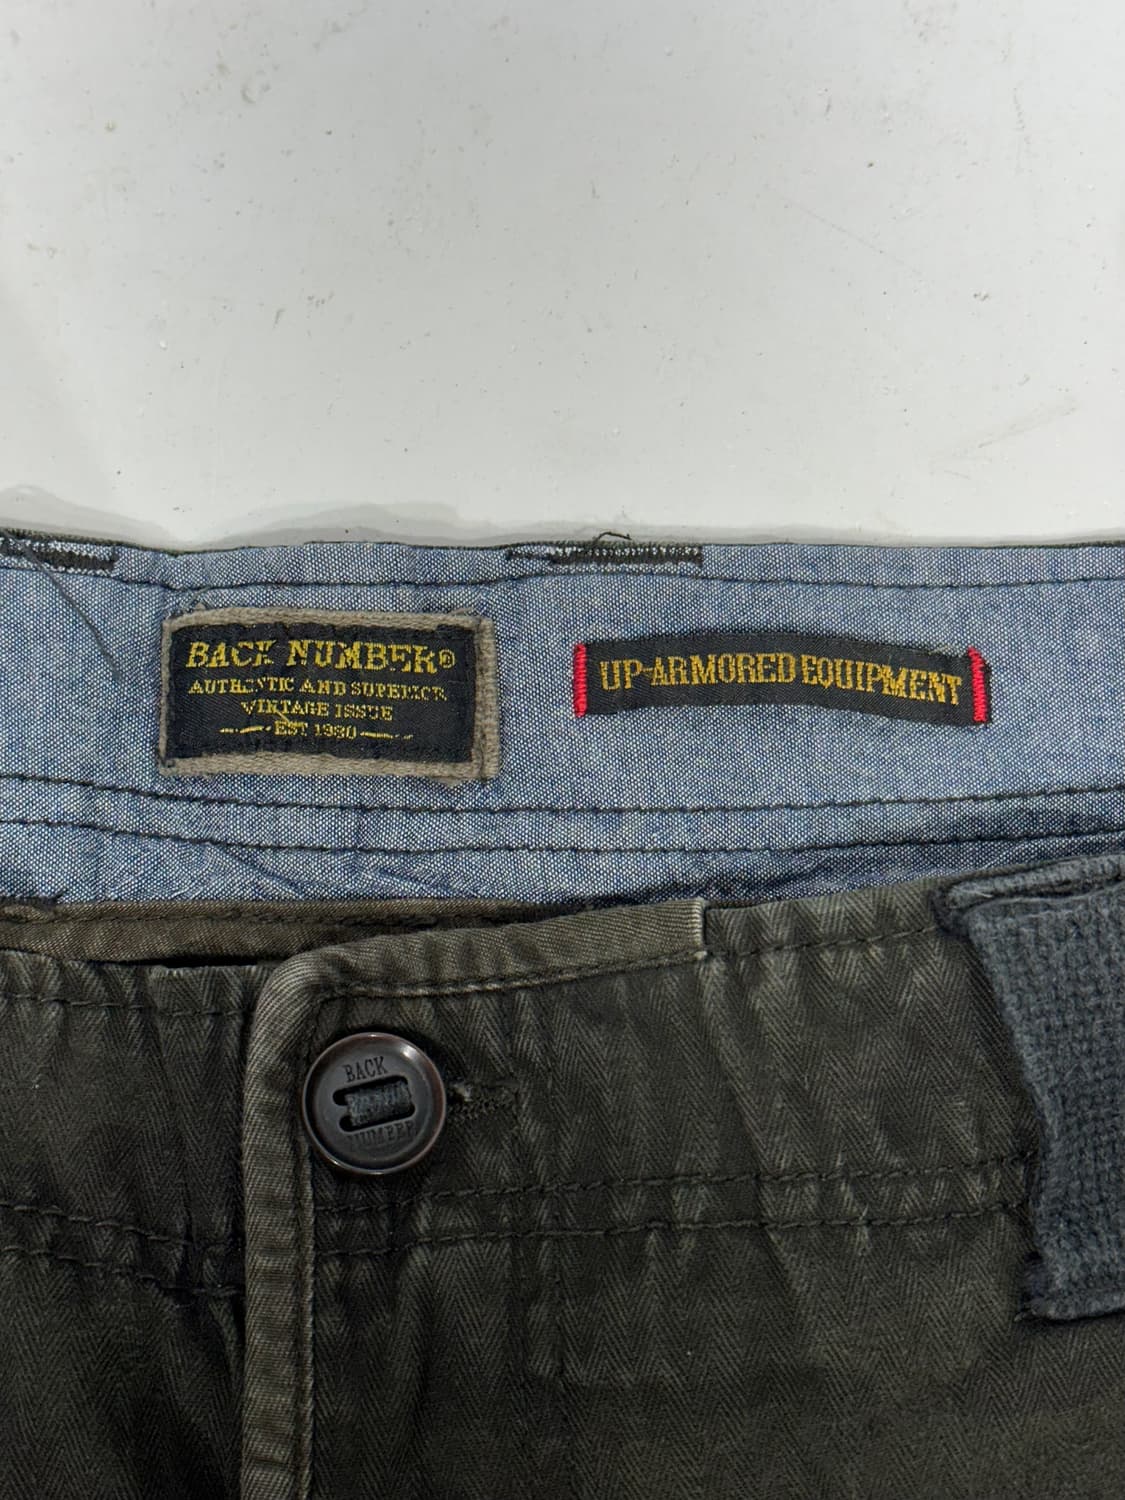 BACK NUMBER®
AUTHENTIC AND SUPERIOR
VINTAGE ISSUE
EST 1980
UP-ARMORED EQUIPMENT
BACK
NUMBER